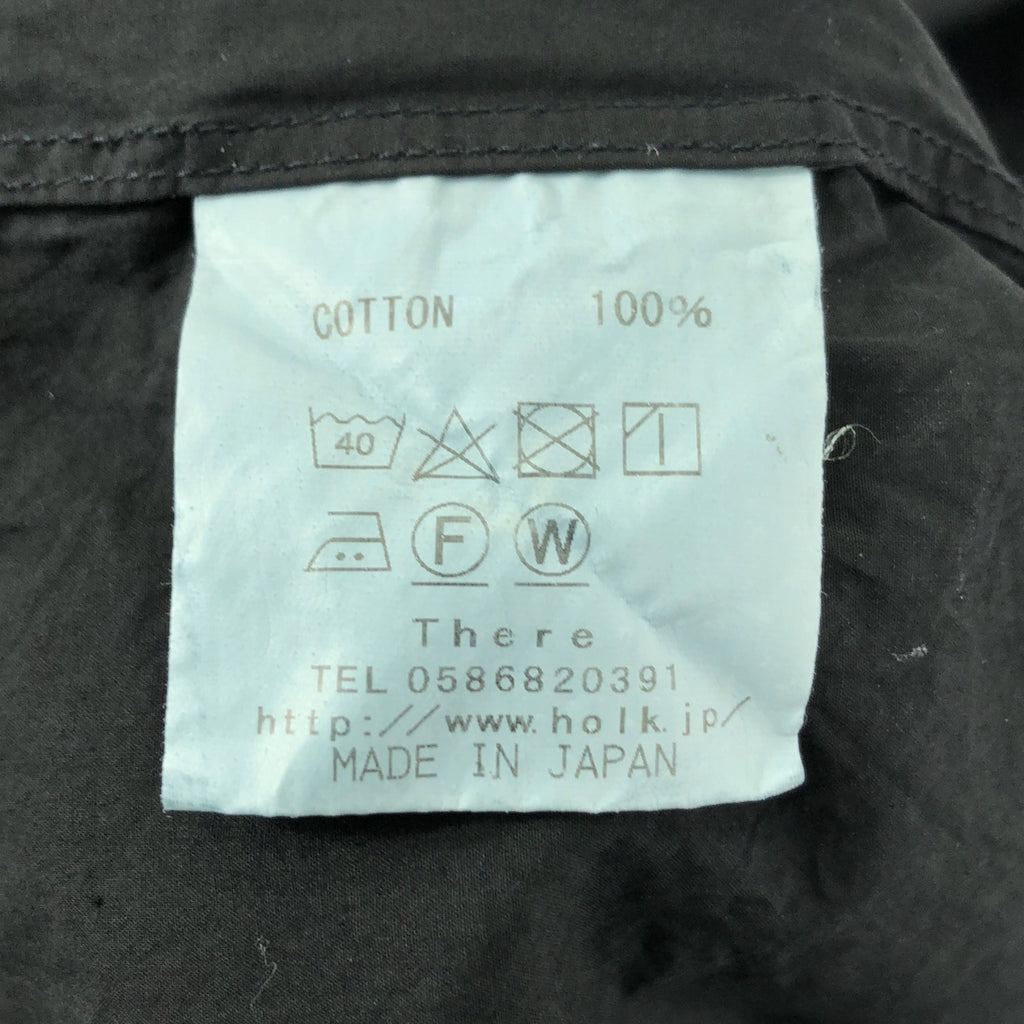 COTTON 100%
40
F W
There
TEL 0586820391
http://www.holk.jp/
MADE IN JAPAN